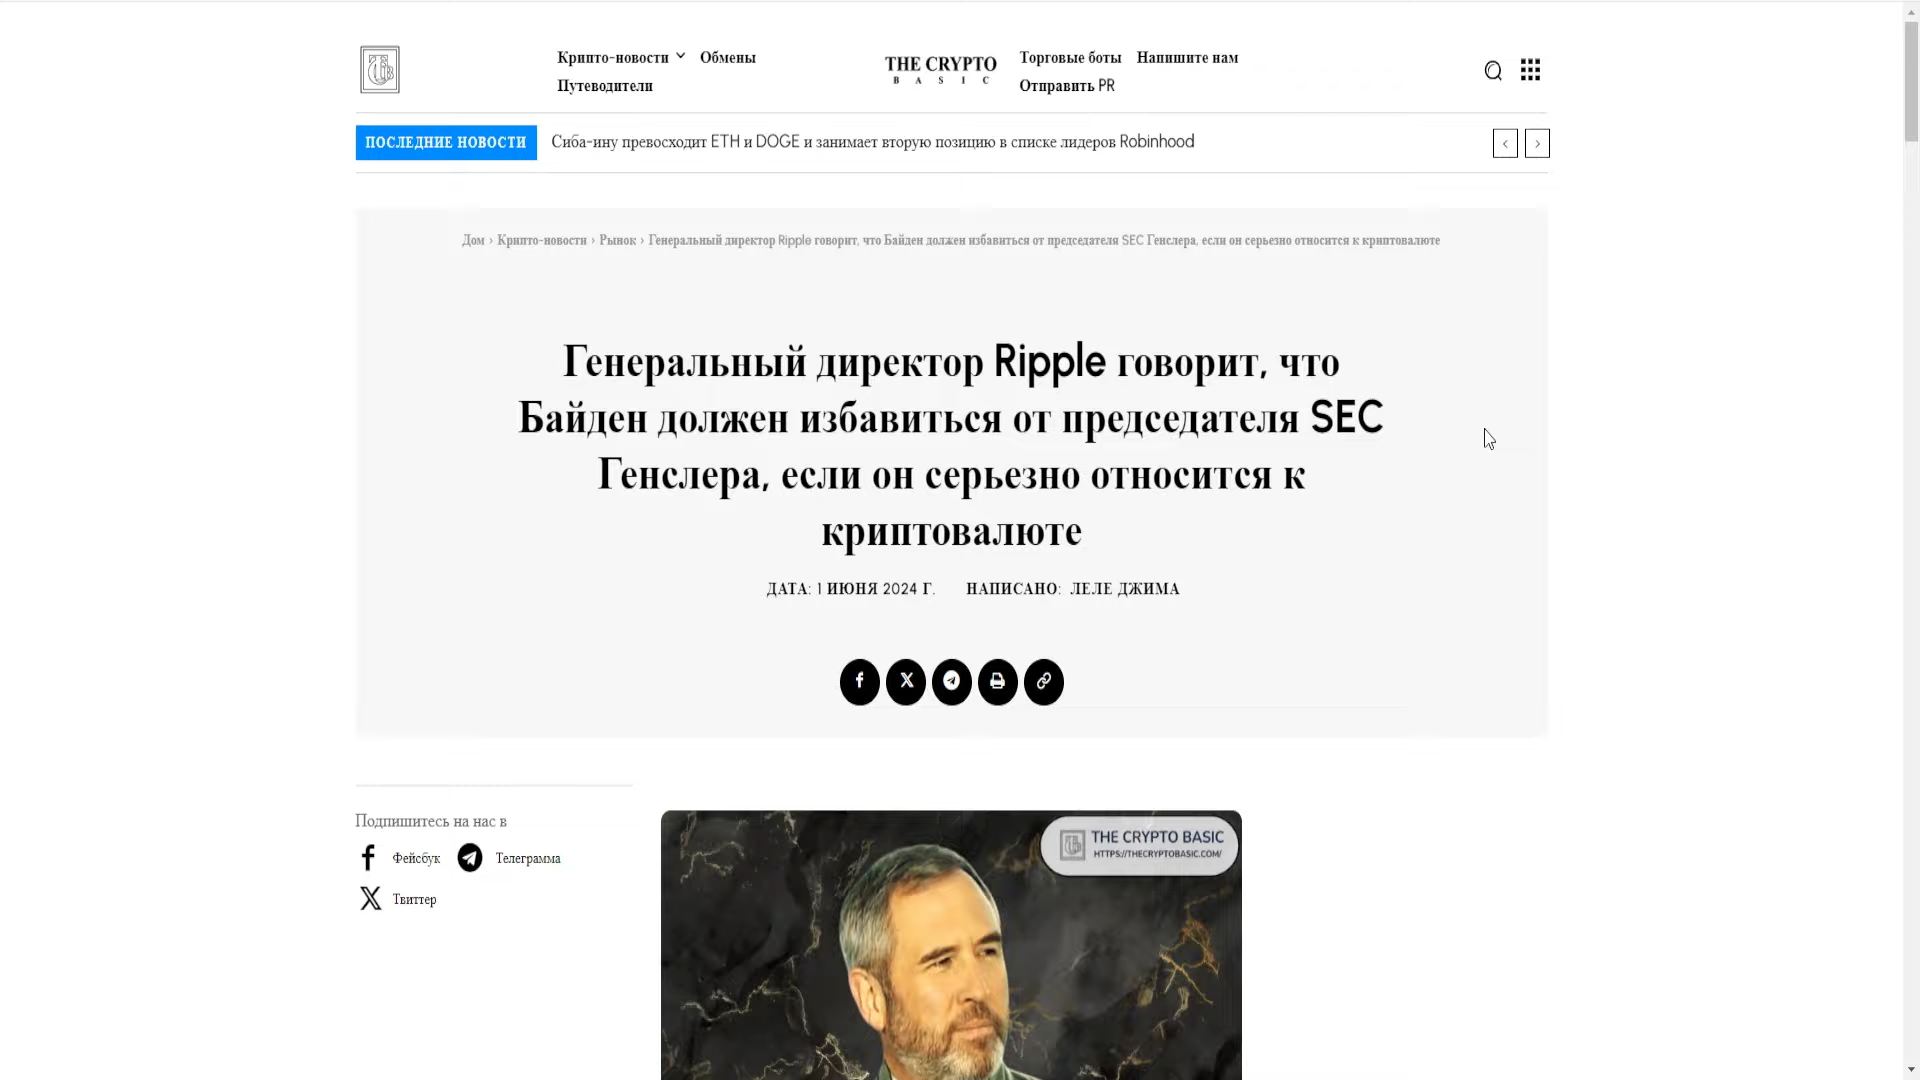 Крипто-новости Обмены
Путеводители
THE CRYPTO
BASIC
Торговые боты Напишите нам
Отправить PR
ПОСЛЕДНИЕ НОВОСТИ
Сиба-ину превосходит ETH и DOGE и занимает вторую позицию в списке лидеров Robinhood
Дом › Крипто-новости › Рынок › Генеральный директор Ripple говорит, что Байден должен избавиться от председателя SEC Генслера, если он серьезно относится к криптовалюте
Генеральный директор Ripple говорит, что
Байден должен избавиться от председателя SEC
Генслера, если он серьезно относится к
криптовалюте
ДАТА: 1 ИЮНЯ 2024 Г. НАПИСАНО: ЛЕЛЕ ДЖИМА
Подпишитесь на нас в
Фейсбук Телеграмма
Твиттер
THE CRYPTO BASIC
HTTPS://THECRYPTOBASIC.COM/